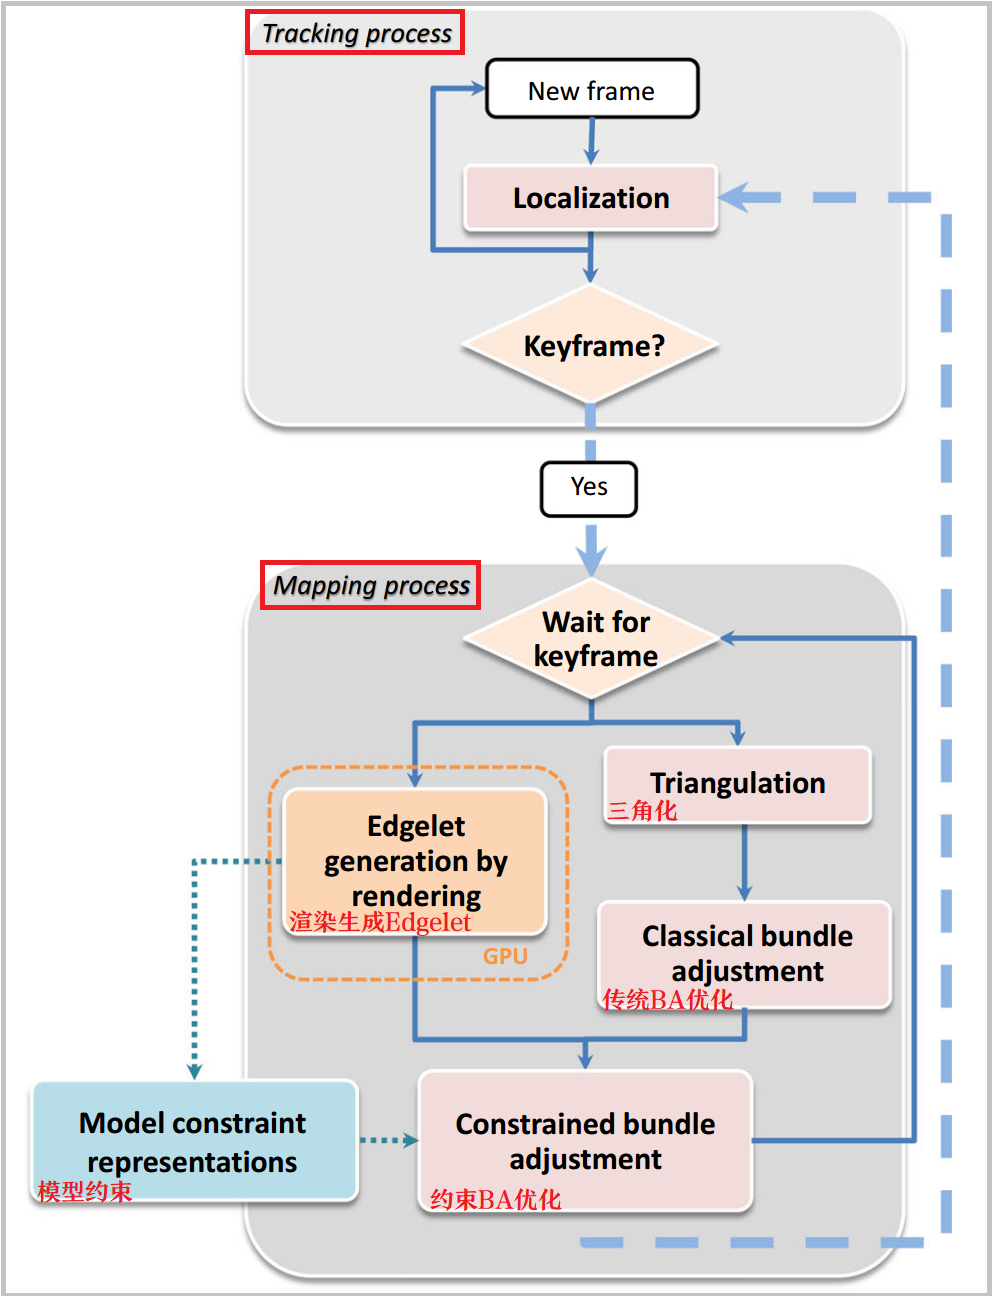 Tracking process
New frame
Localization
Keyframe?
Yes
Mapping process
Wait for
keyframe
Triangulation
三角化
Edgelet
generation by
rendering
渲染生成Edgelet
GPU
Classical bundle
adjustment
传统BA优化
Model constraint
representations
模型约束
Constrained bundle
adjustment
约束BA优化